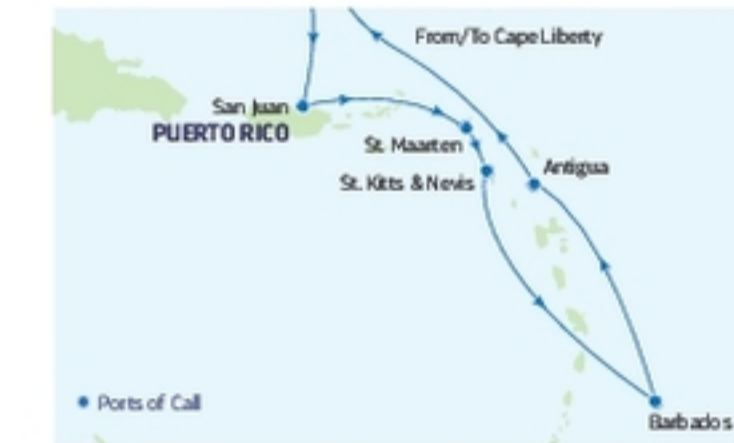 From/To Cape Liberty
San Juan
PUERTO RICO
St. Maarten
Antigua
St. Kitts & Nevis
Ports of Call
Barbados